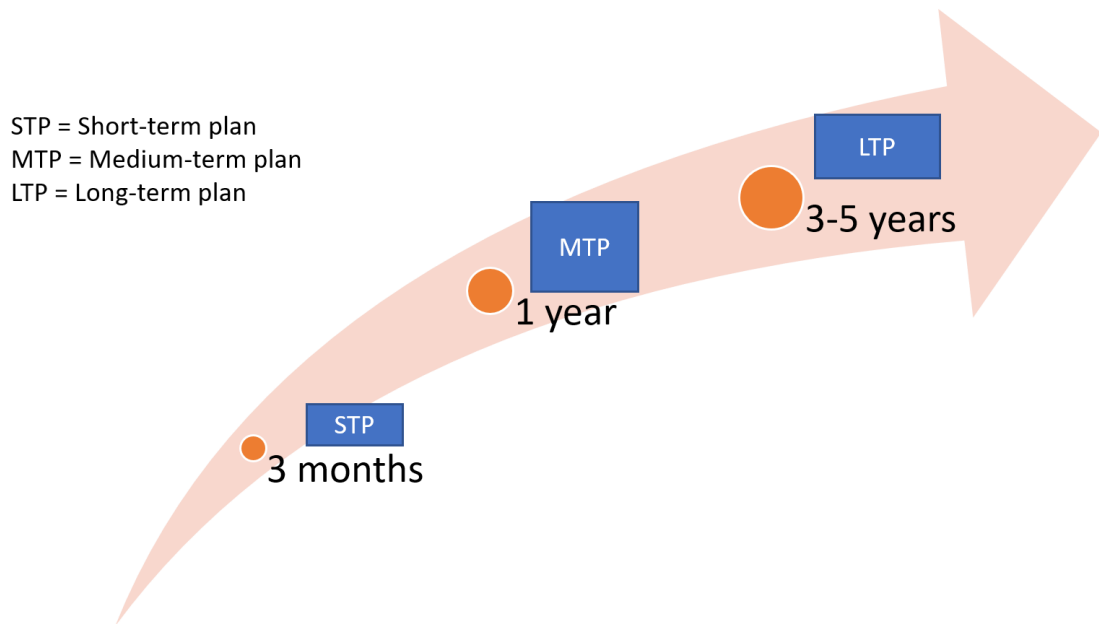 STP = Short-term plan
MTP = Medium-term plan
LTP = Long-term plan
LTP
3-5 years
MTP
1 year
STP
3 months